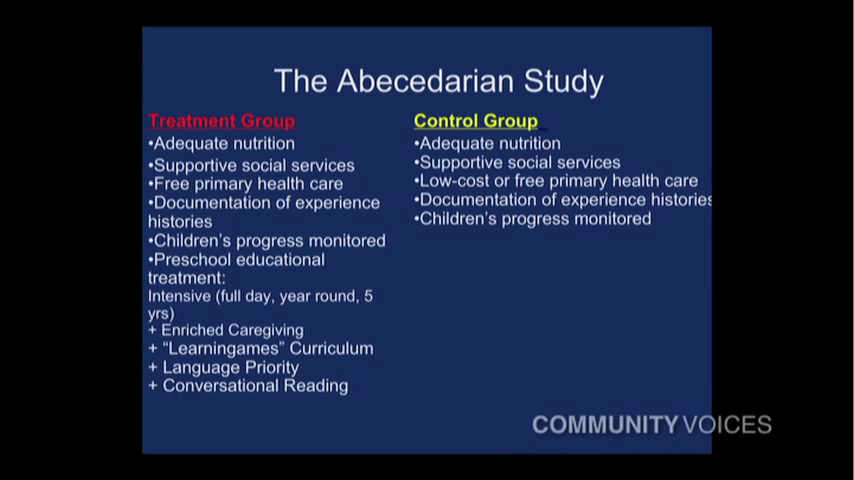 The Abecedarian Study
Treatment Group
•Adequate nutrition
•Supportive social services
•Free primary health care
•Documentation of experience
histories
•Children's progress monitored
•Preschool educational
treatment:
Intensive (full day, year round, 5
yrs)
+ Enriched Caregiving
+ “Learningames” Curriculum
+ Language Priority
+ Conversational Reading
Control Group
•Adequate nutrition
•Supportive social services
•Low-cost or free primary health care
•Documentation of experience histories
•Children's progress monitored
COMMUNITY VOICES